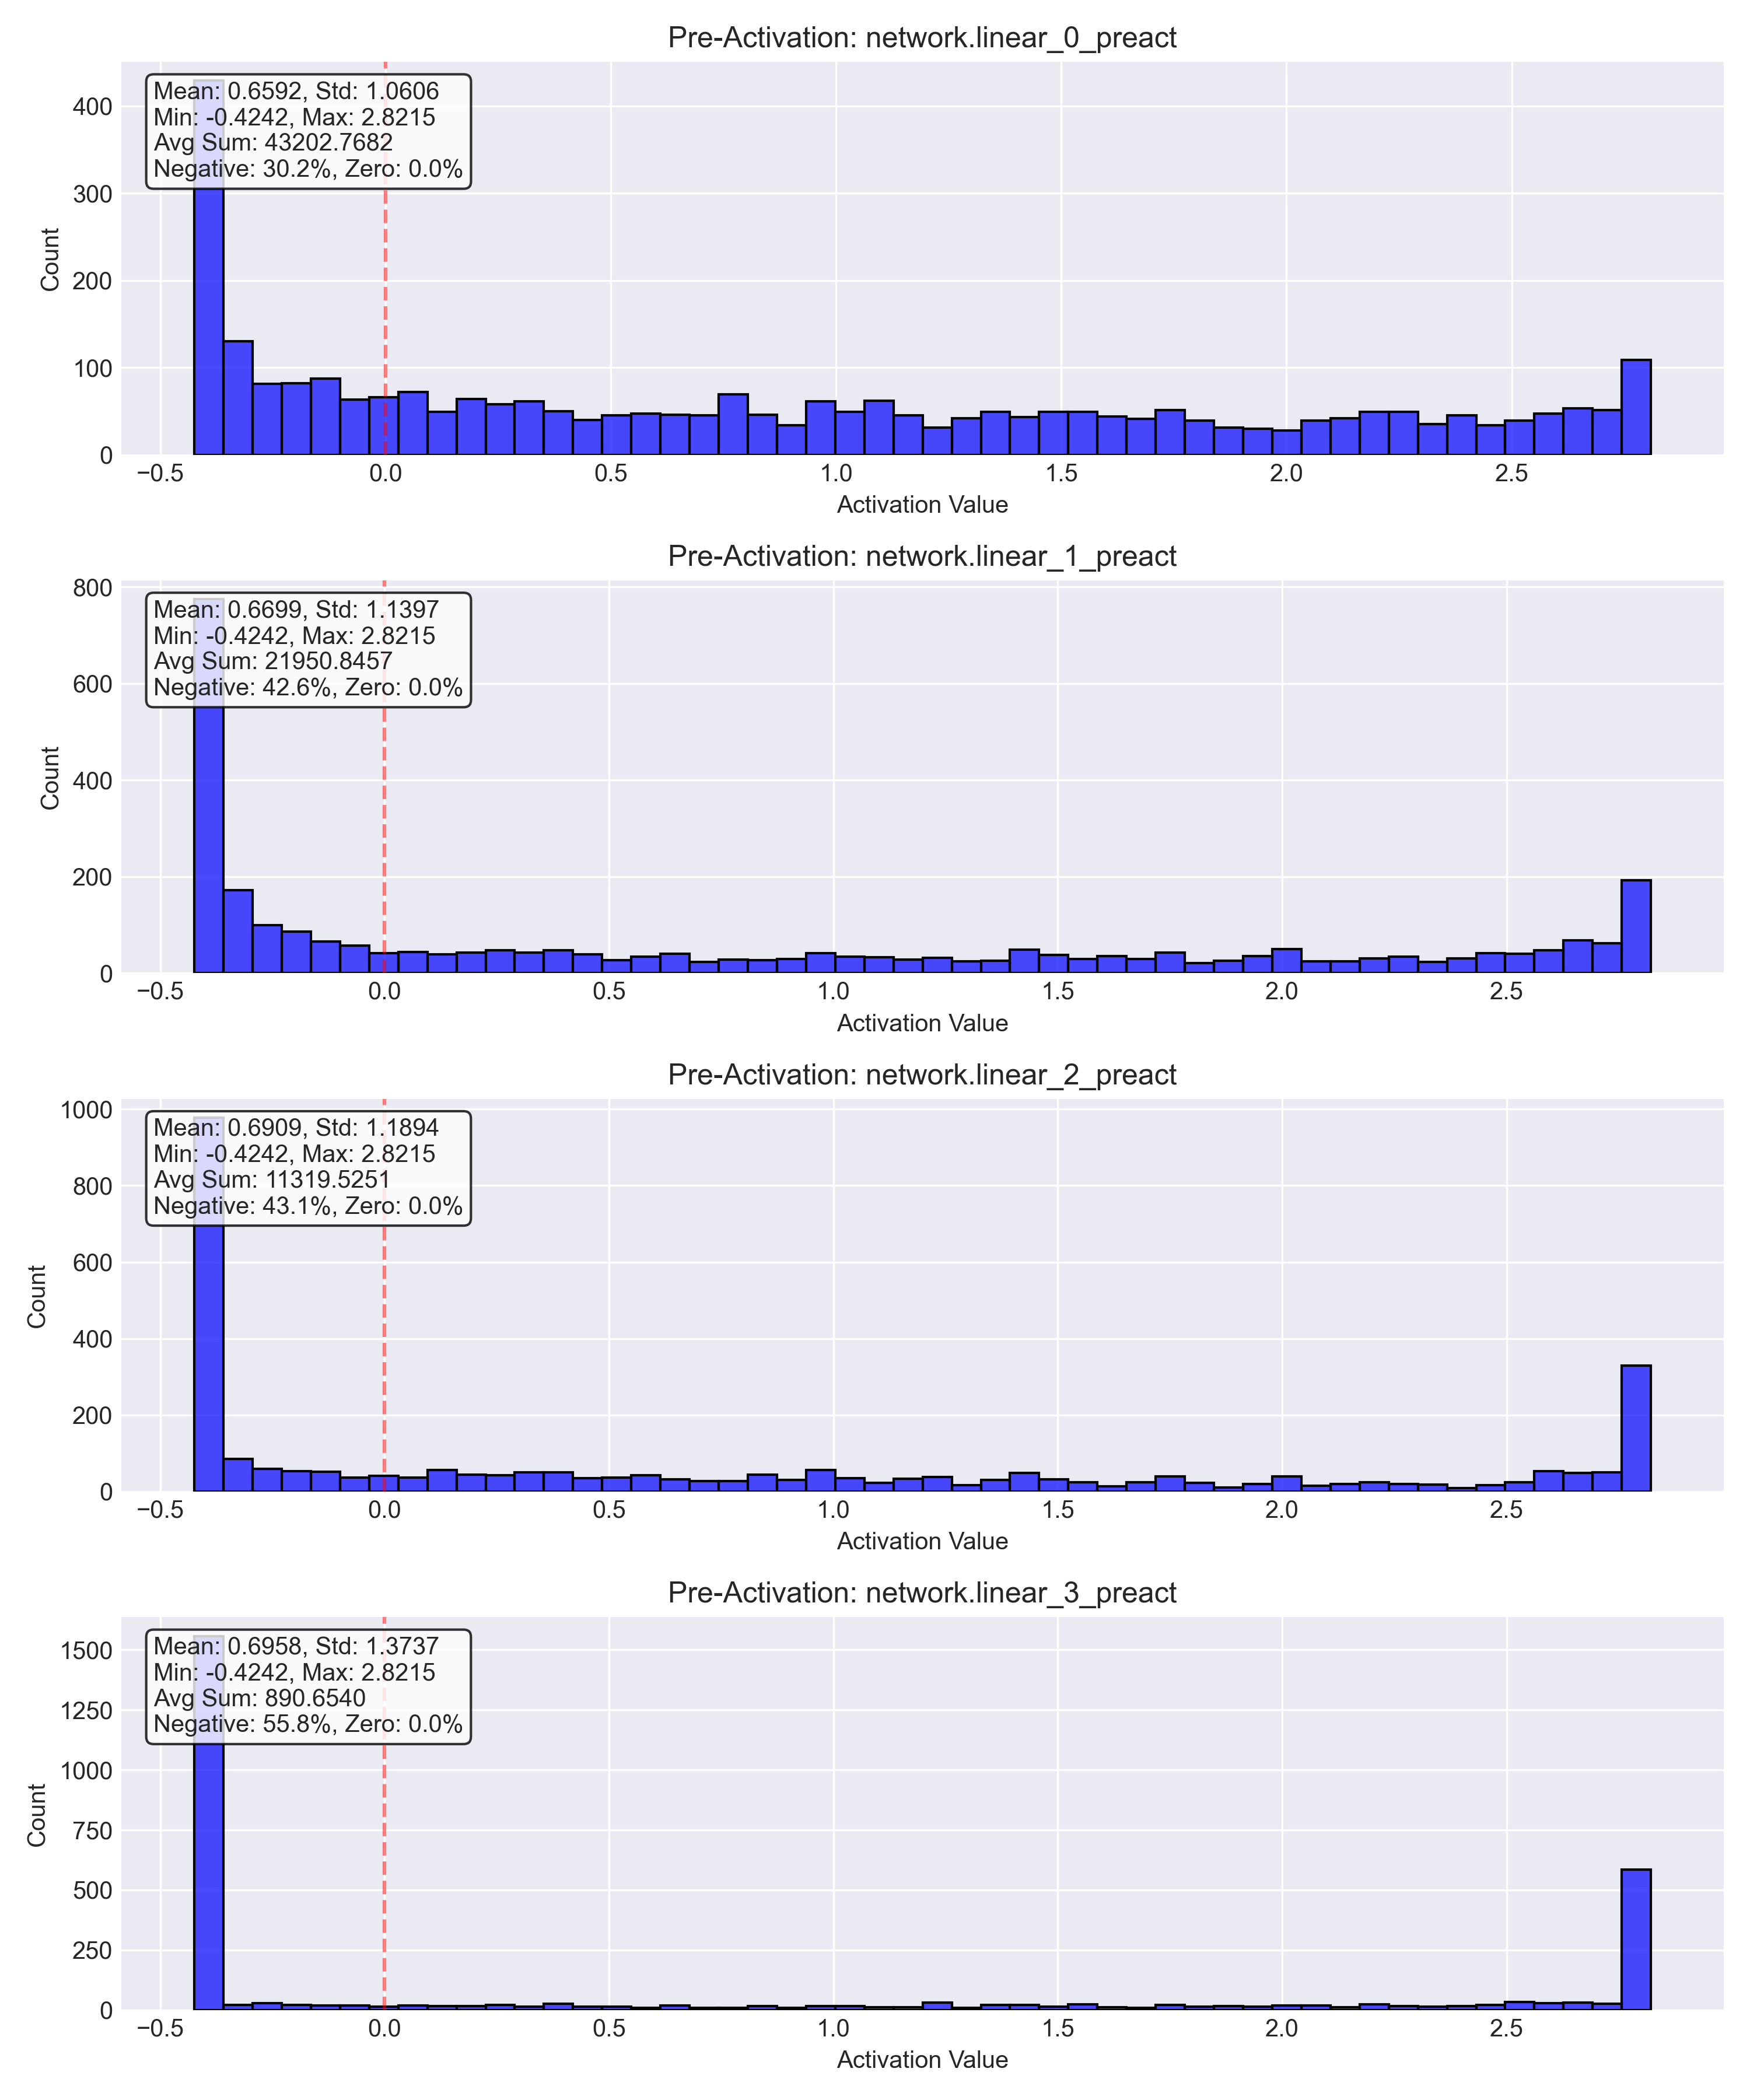 Pre-Activation: network.linear_0_preact
Mean: 0.6592, Std: 1.0606
Min: -0.4242, Max: 2.8215
Avg Sum: 43202.7682
Negative: 30.2%, Zero: 0.0%
Count
400
300
200
100
0
−0.5 0.0 0.5 1.0 1.5 2.0 2.5
Activation Value
Pre-Activation: network.linear_1_preact
Mean: 0.6699, Std: 1.1397
Min: -0.4242, Max: 2.8215
Avg Sum: 21950.8457
Negative: 42.6%, Zero: 0.0%
Count
800
600
400
200
0
−0.5 0.0 0.5 1.0 1.5 2.0 2.5
Activation Value
Pre-Activation: network.linear_2_preact
Mean: 0.6909, Std: 1.1894
Min: -0.4242, Max: 2.8215
Avg Sum: 11319.5251
Negative: 43.1%, Zero: 0.0%
Count
1000
800
600
400
200
0
−0.5 0.0 0.5 1.0 1.5 2.0 2.5
Activation Value
Pre-Activation: network.linear_3_preact
Mean: 0.6958, Std: 1.3737
Min: -0.4242, Max: 2.8215
Avg Sum: 890.6540
Negative: 55.8%, Zero: 0.0%
Count
1500
1250
1000
750
500
250
0
−0.5 0.0 0.5 1.0 1.5 2.0 2.5
Activation Value